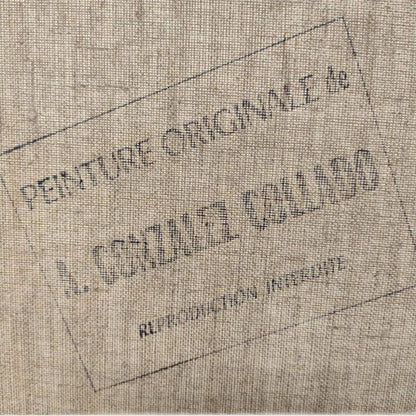 PEINTURE ORIGINALE de
A. GONZALEZ COLLADO
REPRODUCTION INTERDITE